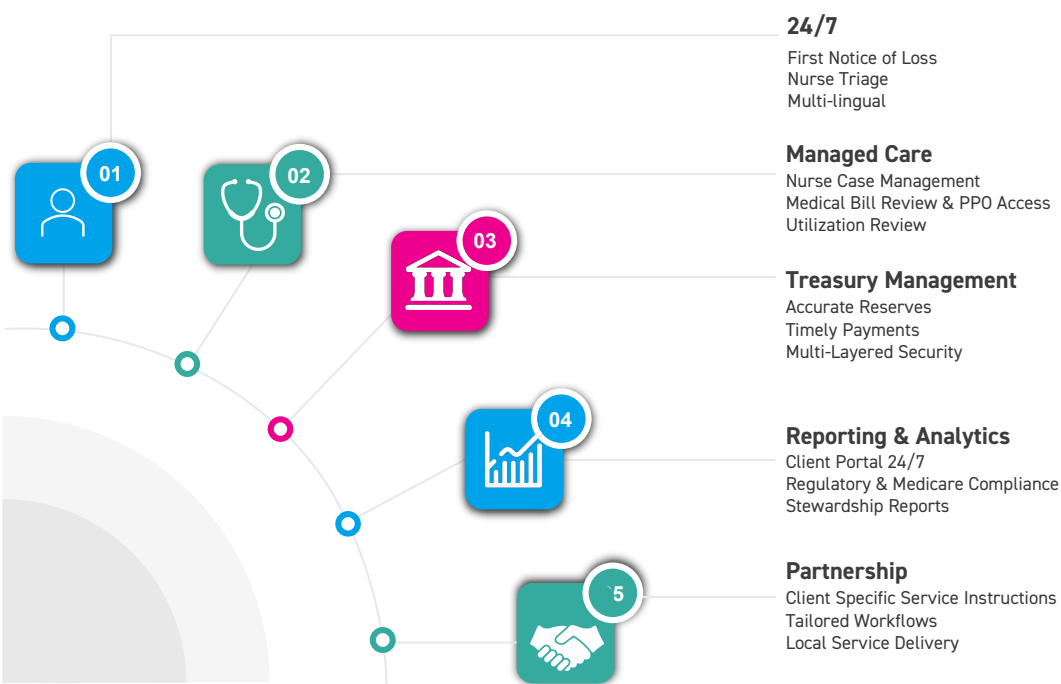 01
24/7
First Notice of Loss
Nurse Triage
Multi-lingual
02
Managed Care
Nurse Case Management
Medical Bill Review & PPO Access
Utilization Review
03
Treasury Management
Accurate Reserves
Timely Payments
Multi-Layered Security
04
Reporting & Analytics
Client Portal 24/7
Regulatory & Medicare Compliance
Stewardship Reports
`5
Partnership
Client Specific Service Instructions
Tailored Workflows
Local Service Delivery